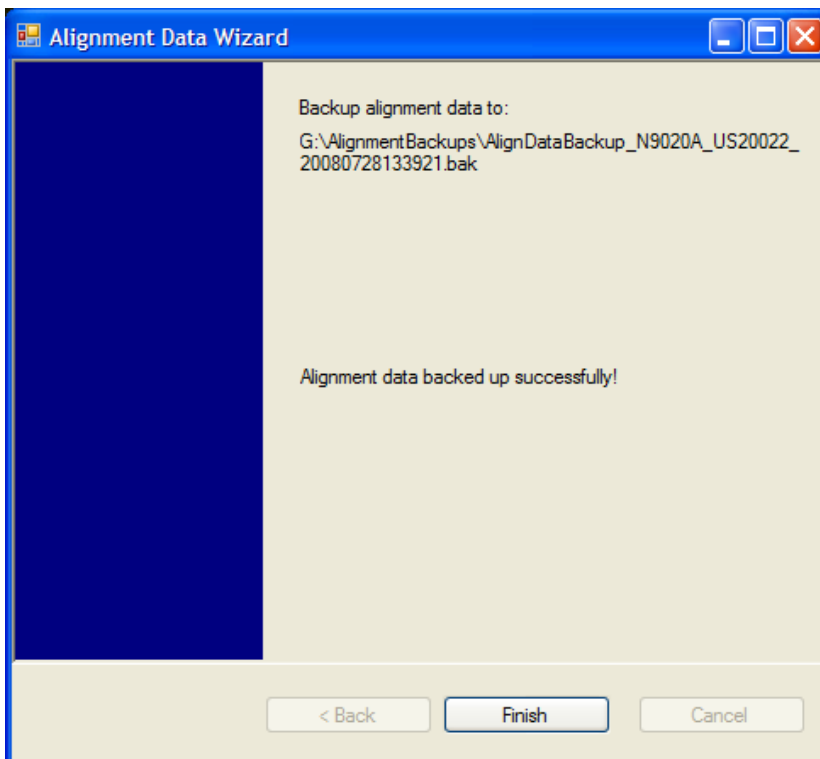 Alignment Data Wizard
Backup alignment data to:
G:\AlignmentBackups\AlignDataBackup_N9020A_US20022_
20080728133921.bak
Alignment data backed up successfully!
< Back
Finish
Cancel